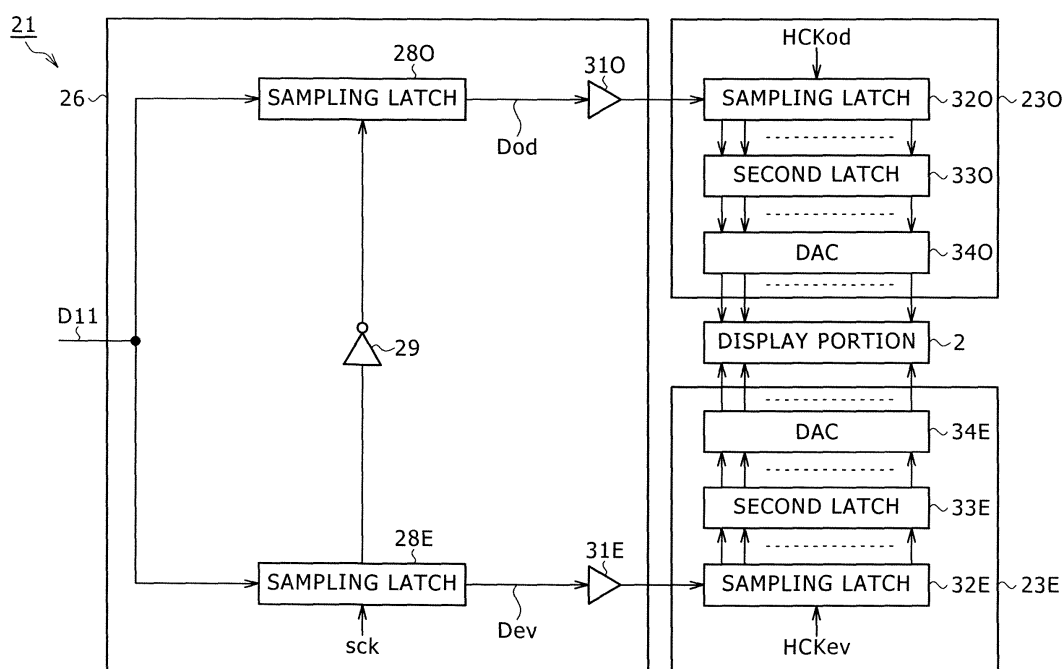 21
26
28O
SAMPLING LATCH
31O
Dod
HCKod
SAMPLING LATCH
32O
23O
SECOND LATCH
33O
DAC
34O
D11
29
DISPLAY PORTION
2
DAC
34E
SECOND LATCH
33E
28E
SAMPLING LATCH
31E
SAMPLING LATCH
32E
23E
sck
Dev
HCKev